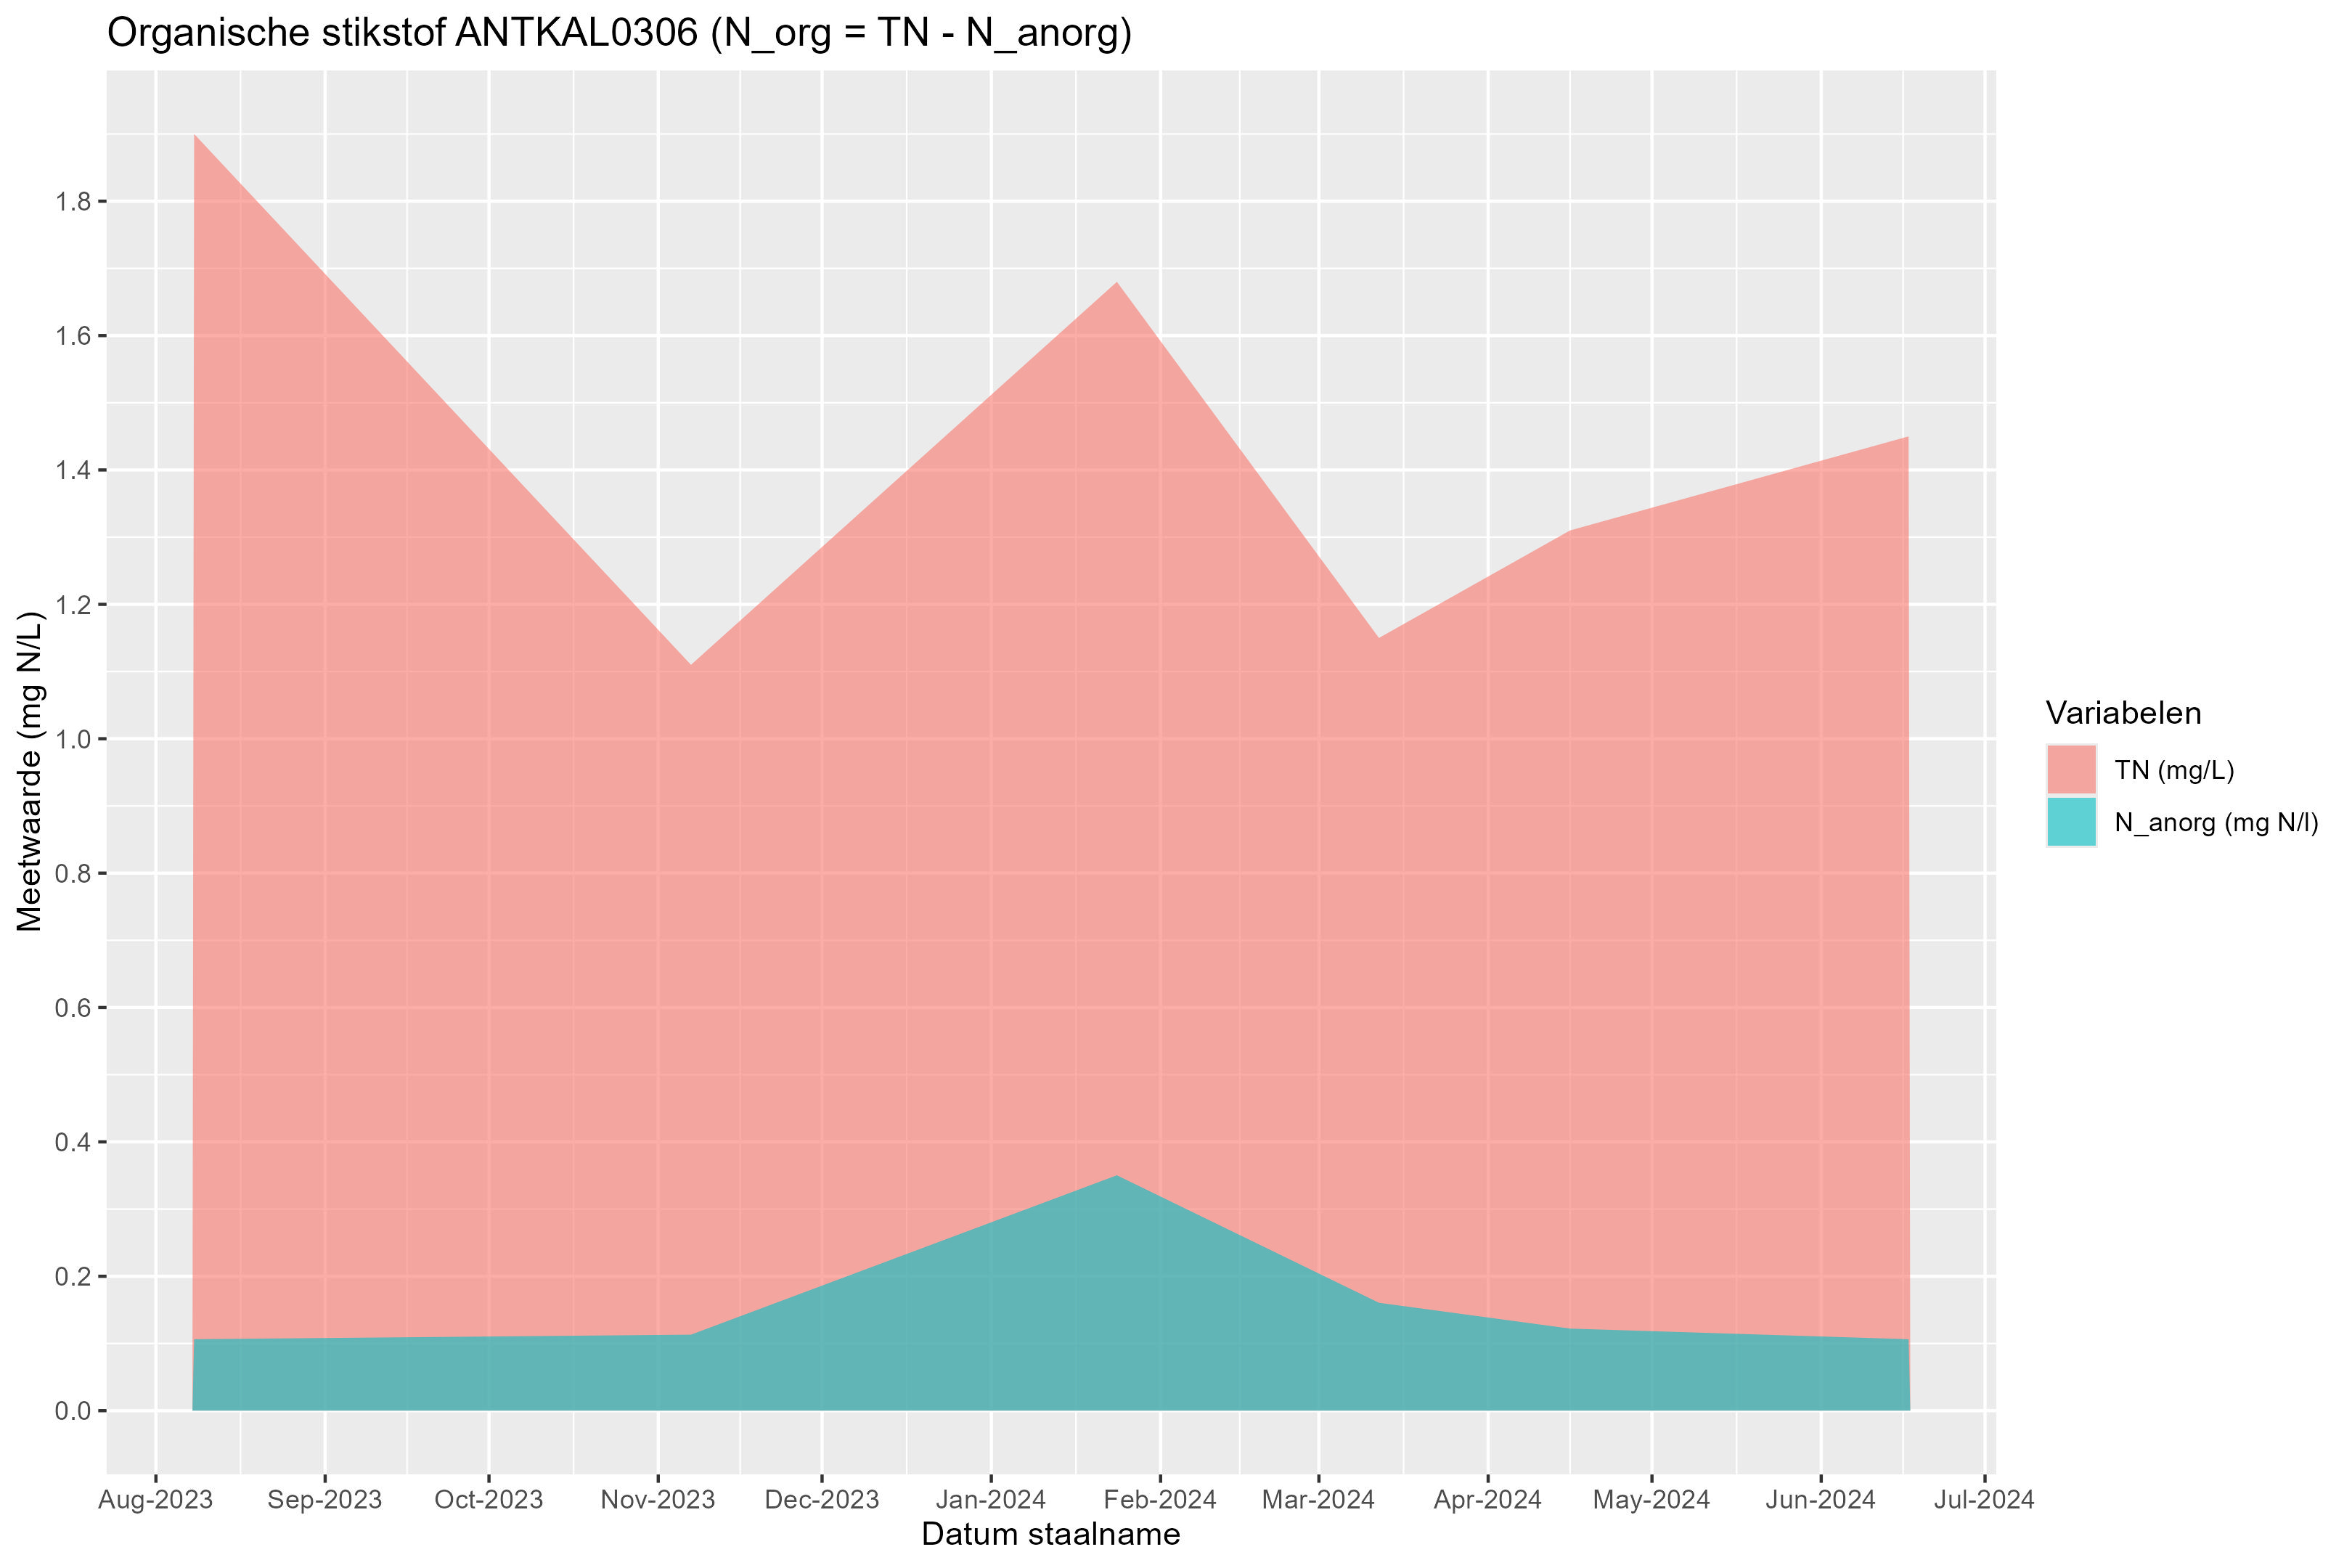 Organische stikstof ANTKAL0306 (N_org = TN - N_anorg)
1.8
1.6
1.4
1.2
1.0
0.8
0.6
0.4
0.2
0.0
Meetwaarde (mg N/L)
Aug-2023 Sep-2023 Oct-2023 Nov-2023 Dec-2023 Jan-2024 Feb-2024 Mar-2024 Apr-2024 May-2024 Jun-2024 Jul-2024
Datum staalname
Variabelen
TN (mg/L)
N_anorg (mg N/l)